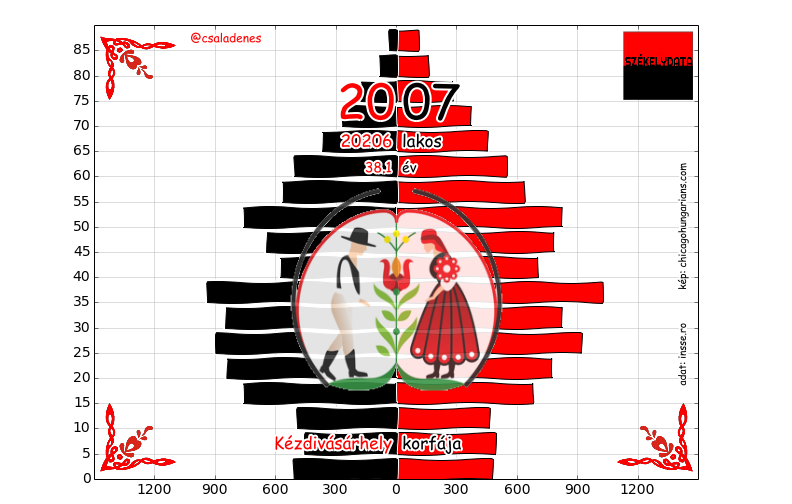 @csaladenes
SZÉKELYDATA
2007
20206 lakos
38.1 év
kép: chicagohungarians.com
adat: insse.ro
Kézdivásárhely korfája
85
80
75
70
65
60
55
50
45
40
35
30
25
20
15
10
5
0
1200 900 600 300 0 300 600 900 1200